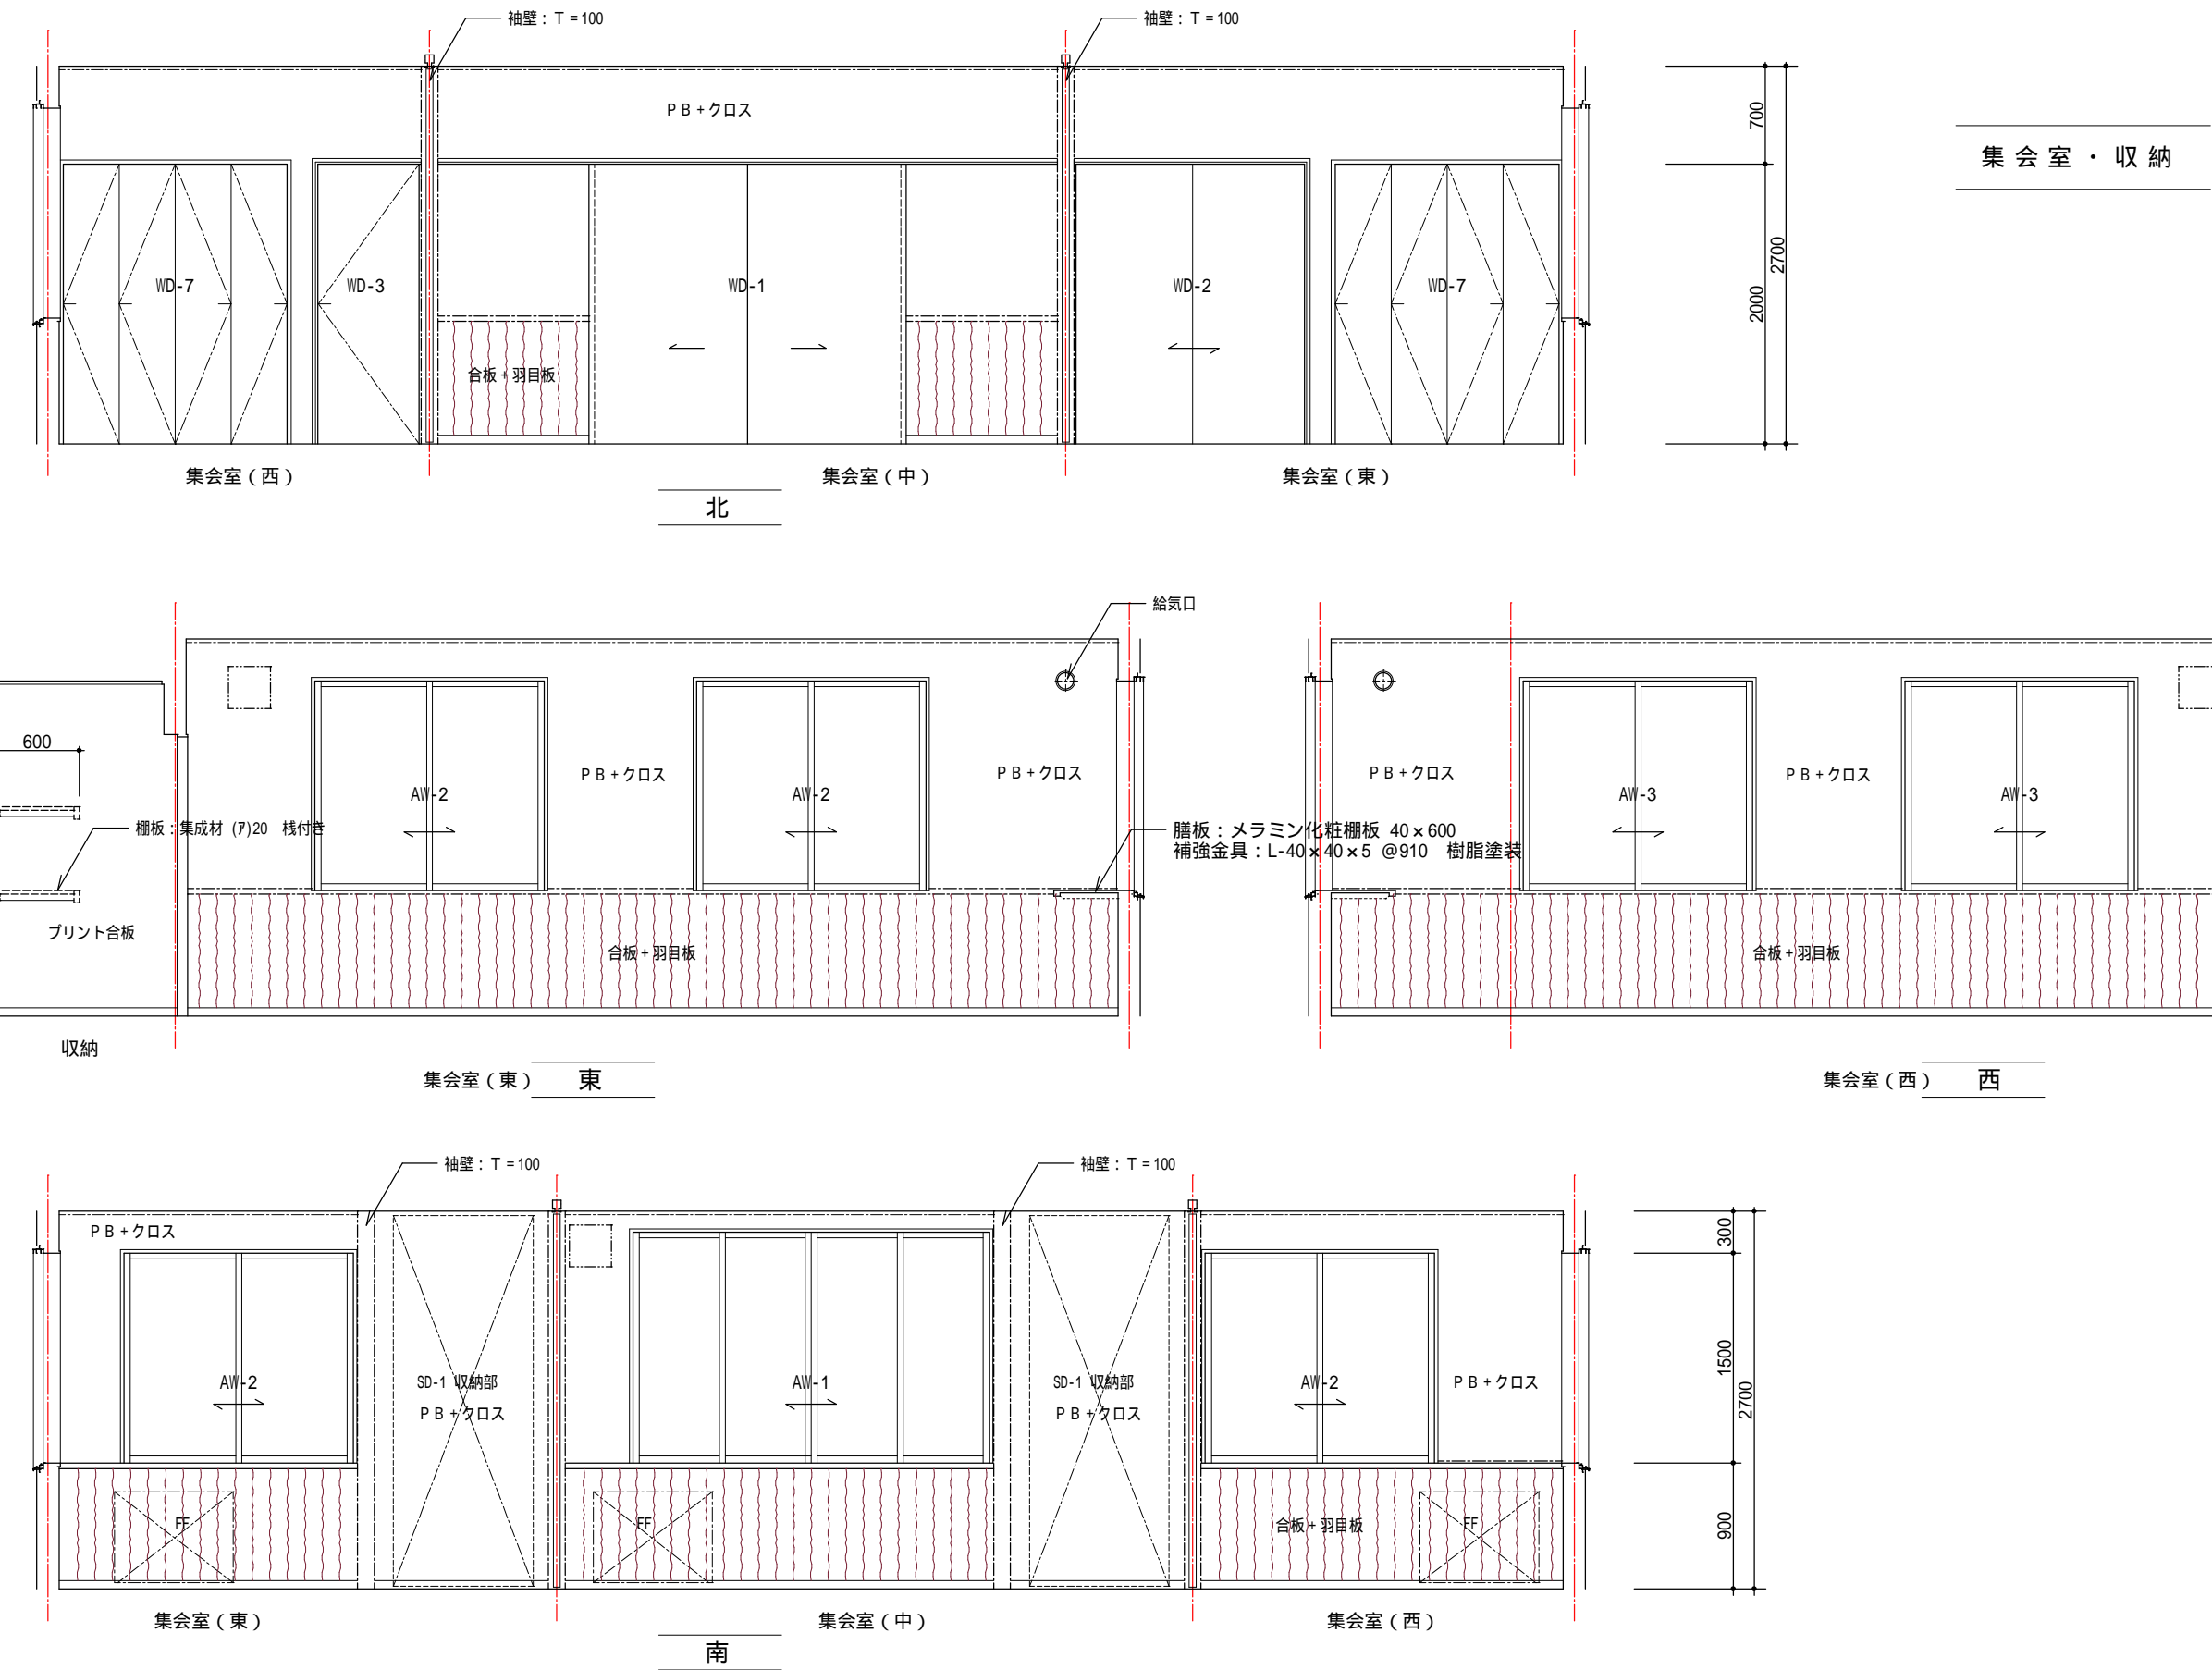 袖壁：T＝100
袖壁：T＝100
PB+クロス
700
集会室・収納
WD-7
WD-3
WD-1
WD-2
WD-7
2000
2700
合板+羽目板
集会室（西）
集会室（中）
集会室（東）
北
給気口
600
PB+クロス
PB+クロス
PB+クロス
PB+クロス
AW-2
AW-2
AW-3
AW-3
棚板：集成材 (ｱ)20　桟付き
膳板：メラミン化粧棚板 40×600
補強金具：L-40×40×5 @910　樹脂塗装
プリント合板
合板+羽目板
合板+羽目板
収納
集会室（東）
東
集会室（西）
西
袖壁：T＝100
袖壁：T＝100
PB+クロス
300
AW-2
SD-1 収納部
PB+クロス
AW-1
SD-1 収納部
PB+クロス
AW-2
PB+クロス
1500
2700
FF
FF
合板+羽目板
FF
900
集会室（東）
集会室（中）
集会室（西）
南